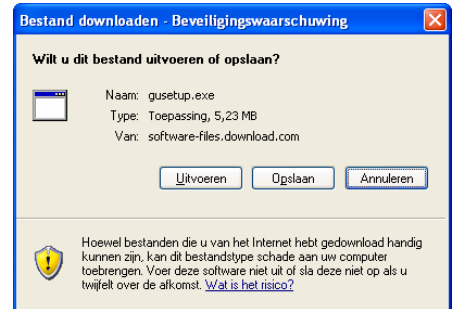 Bestand downloaden - Beveiligingswaarschuwing
Wilt u dit bestand uitvoeren of opslaan?
Naam: gusetup.exe
Type: Toepassing, 5,23 MB
Van: software-files.download.com
Uitvoeren Opslaan Annuleren
Hoewel bestanden die u van het Internet hebt gedownload handig
kunnen zijn, kan dit bestandstype schade aan uw computer
toebrengen. Voer deze software niet uit of sla deze niet op als u
twijfelt over de afkomst. Wat is het risico?